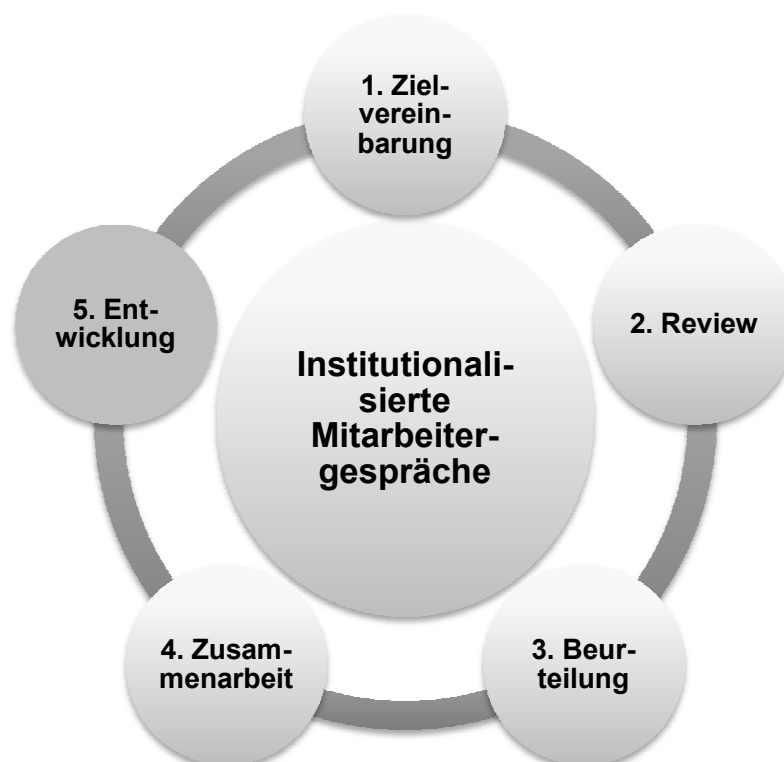 1. Ziel-
verein-
barung
2. Review
3. Beur-
teilung
4. Zusam-
menarbeit
5. Ent-
wicklung
Institutionali-
sierte
Mitarbeiter-
gespräche